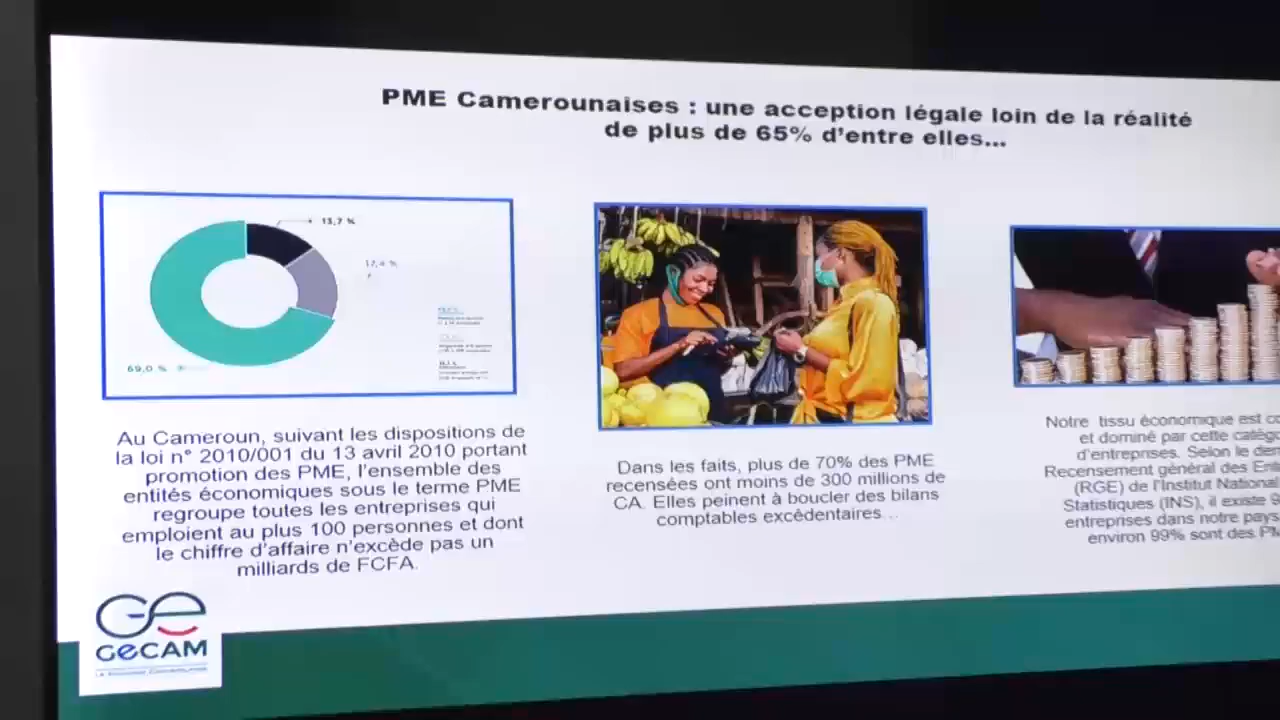 PME Camerounaises : une acception légale loin de la réalité
de plus de 65% d'entre elles...
13,7 %
17,4 %
69,0 %
Au Cameroun, suivant les dispositions de
la loi n° 2010/001 du 13 avril 2010 portant
promotion des PME, l'ensemble des
entités économiques sous le terme PME
regroupe toutes les entreprises qui
emploient au plus 100 personnes et dont
le chiffre d'affaire n'excède pas un
milliards de FCFA.
Dans les faits, plus de 70% des PME
recensées ont moins de 300 millions de
CA. Elles peinent à boucler des bilans
comptables excédentaires…
Notre tissu économique est
et dominé par cette
d'entreprises. Selon le
Recensement général des
(RGE) de l'Institut National
Statistiques (INS), il existe
entreprises dans notre pays
environ 99% sont des
GE
GECAM